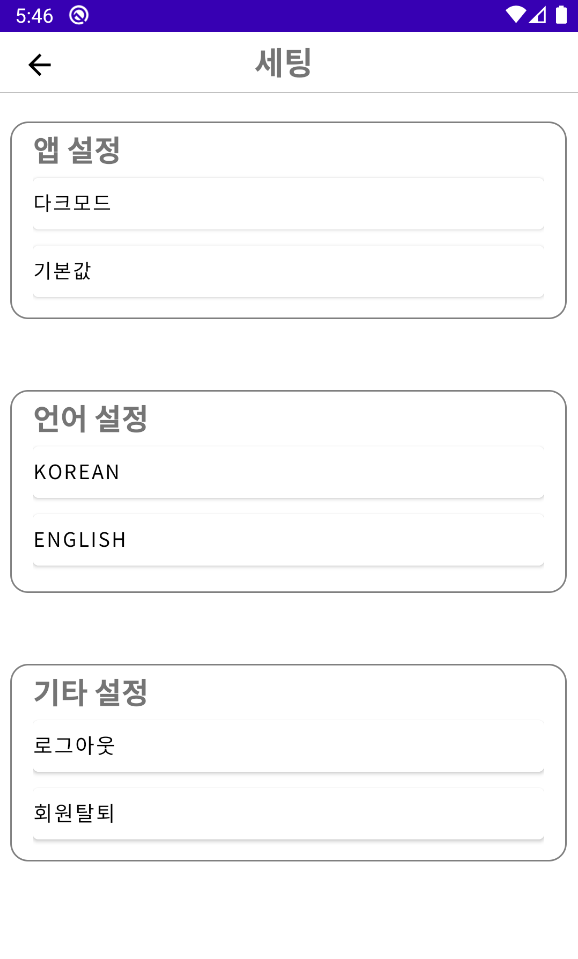 5:46
세팅
앱 설정
다크모드
기본값
언어 설정
KOREAN
ENGLISH
기타 설정
로그아웃
회원탈퇴